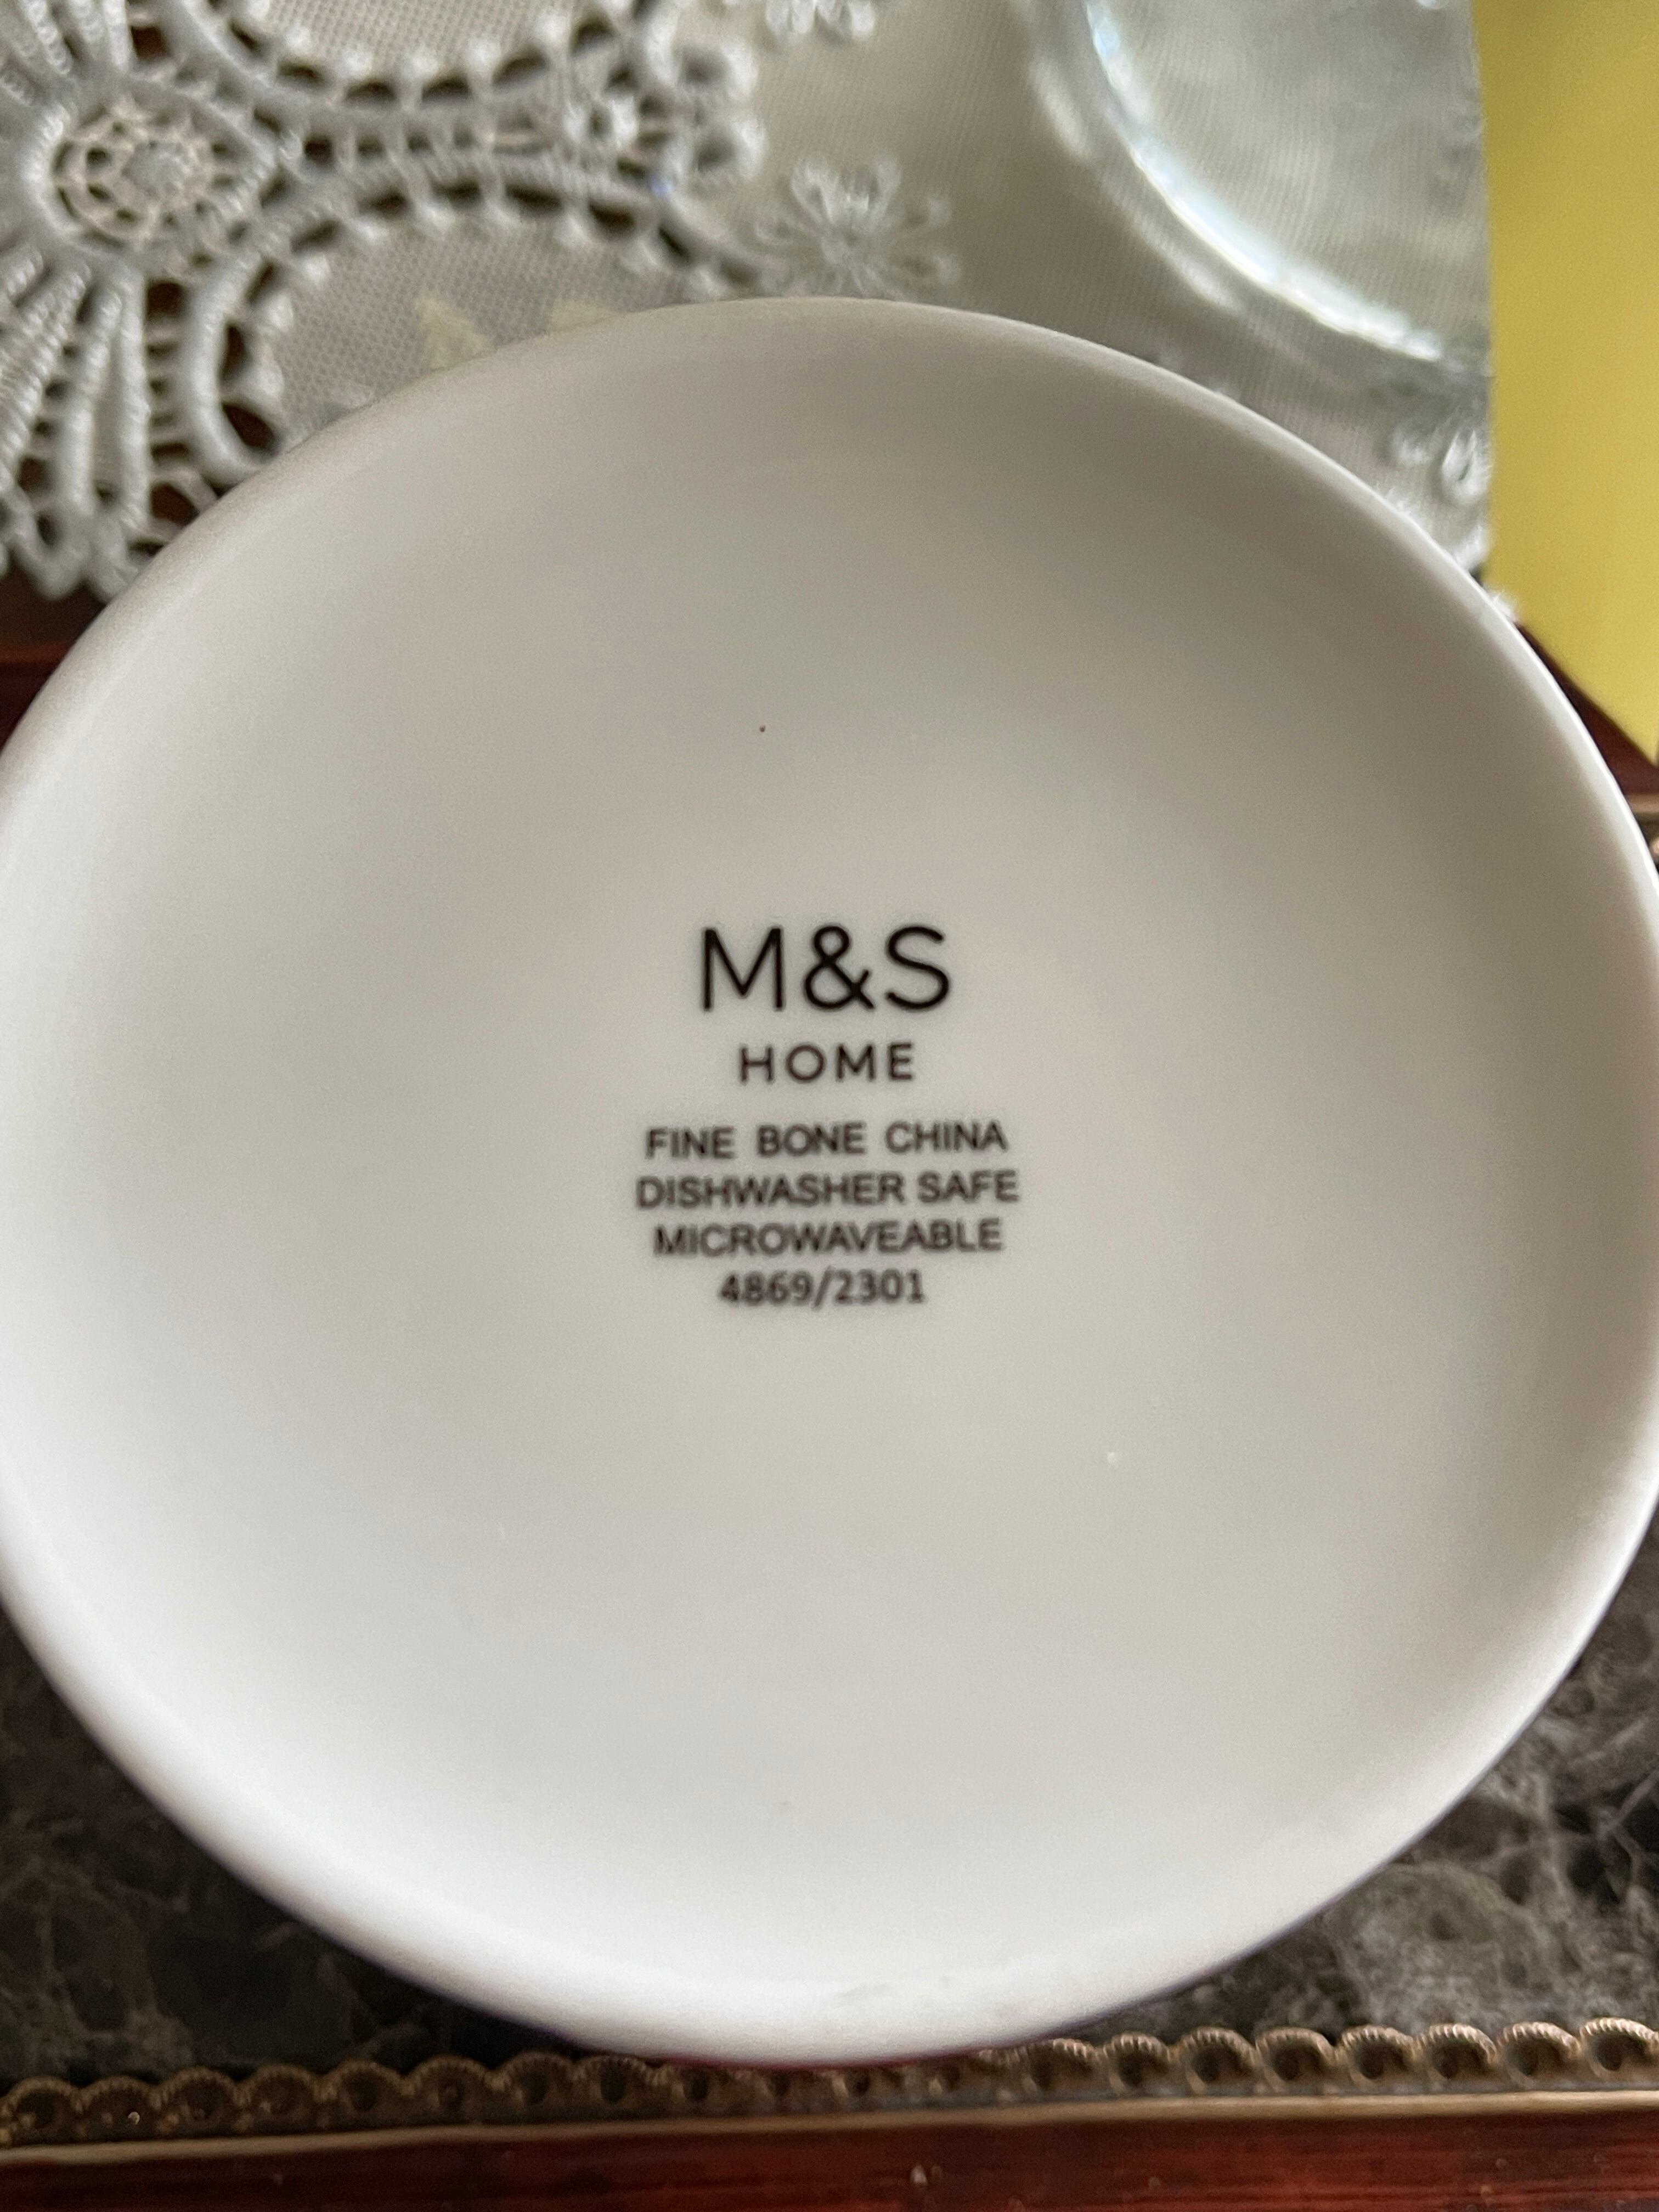 M&S
HOME
FINE BONE CHINA
DISHWASHER SAFE
MICROWAVEABLE
4869/2301